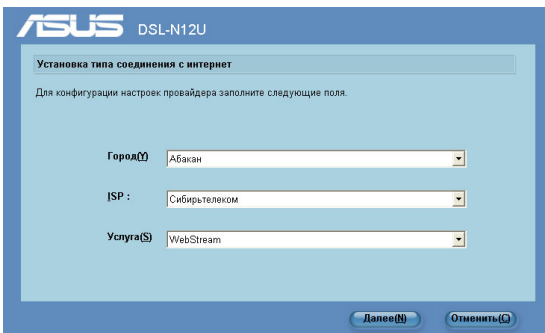 ASUS DSL-N12U
Установка типа соединения с интернет
Для конфигурации настроек провайдера заполните следующие поля.
Город(Y) Абакан
ISP : Сибирьтелеком
Услуга(S) WebStream
Далее(N) Отменить(C)